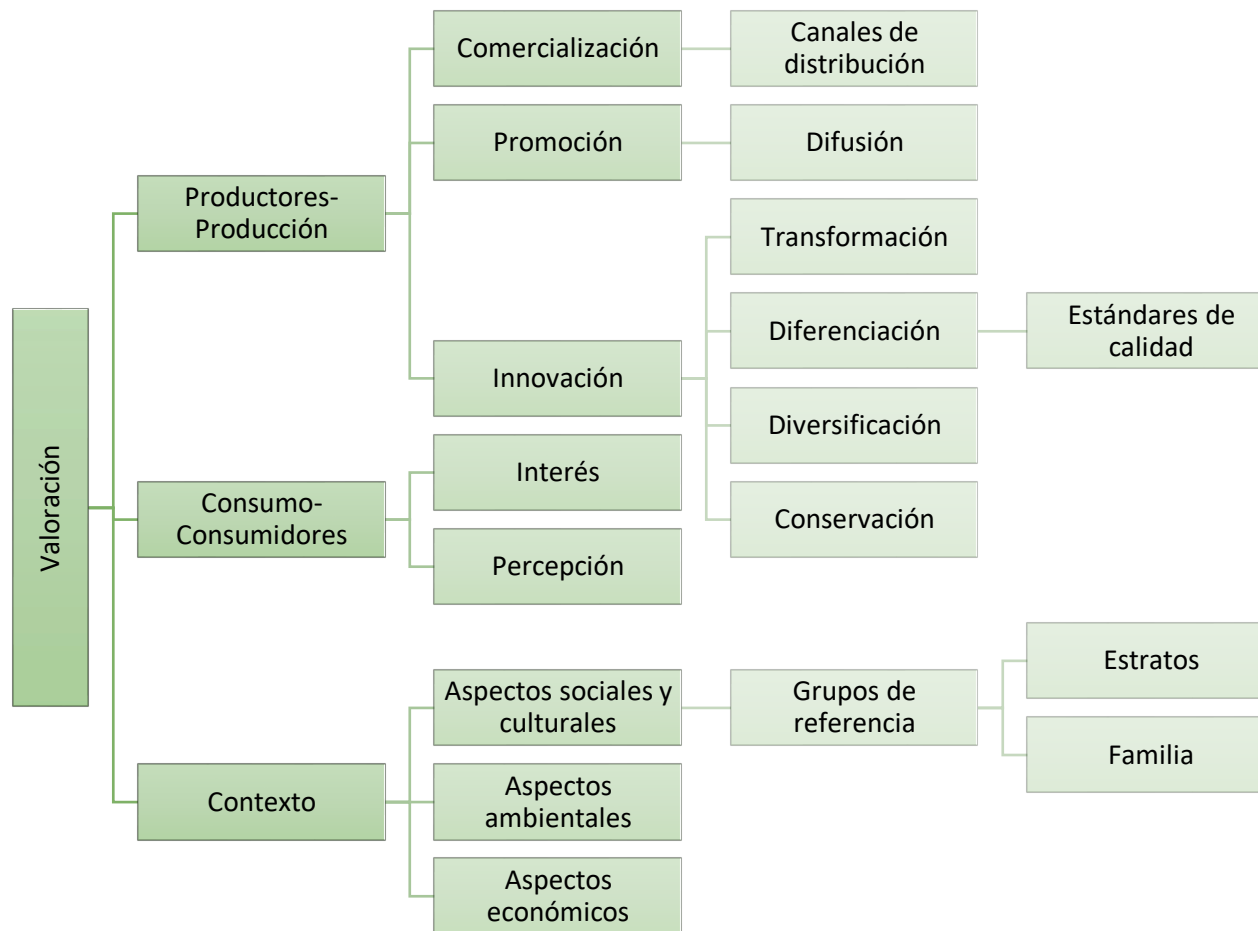 Valoración
Productores-
Producción
Comercialización
Canales de
distribución
Promoción
Difusión
Innovación
Transformación
Diferenciación
Estándares de
calidad
Diversificación
Conservación
Consumo-
Consumidores
Interés
Percepción
Contexto
Aspectos sociales y
culturales
Grupos de
referencia
Estratos
Familia
Aspectos
ambientales
Aspectos
económicos